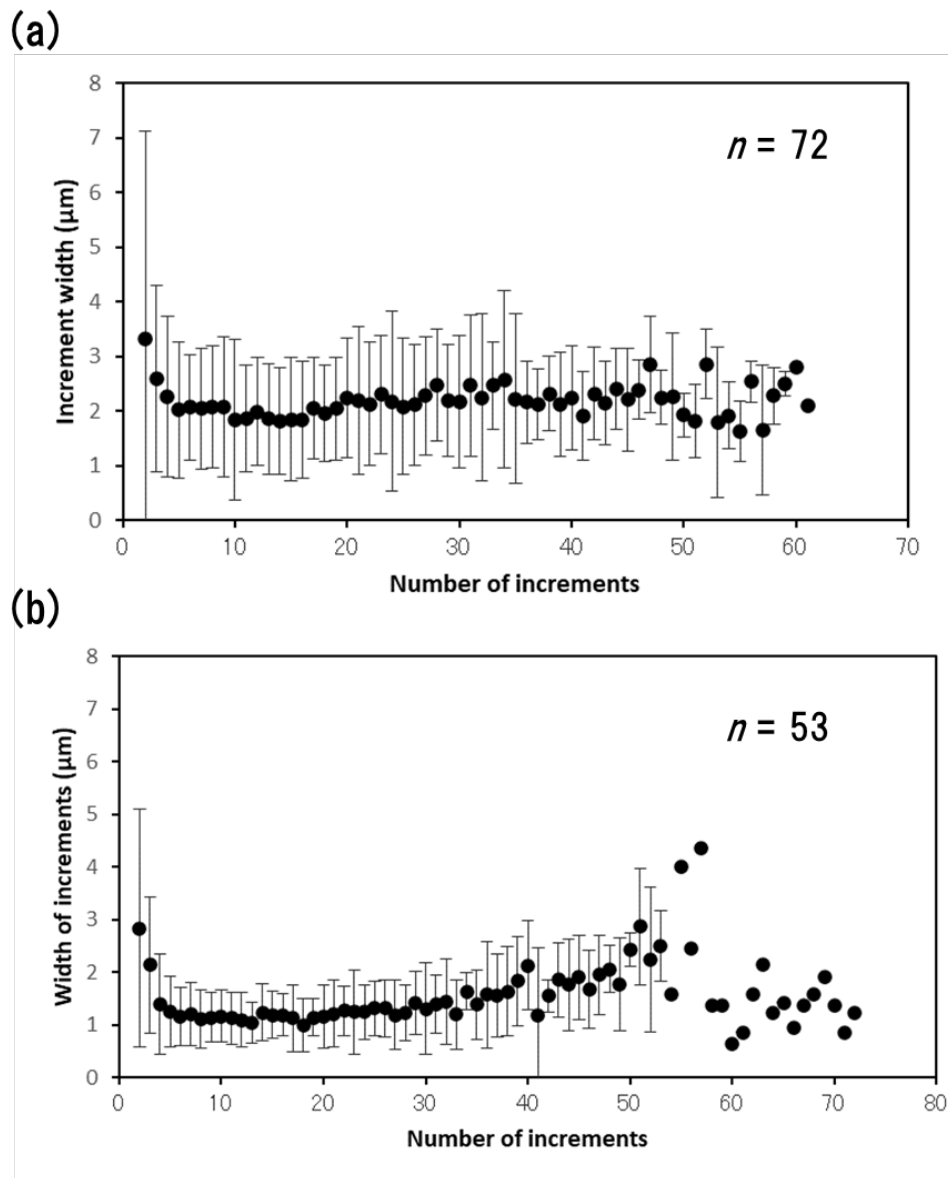 (a)
8
7
6
5
4
3
2
1
0
Increment width (μm)
n = 72
0 10 20 30 40 50 60 70
Number of increments
(b)
8
7
6
5
4
3
2
1
0
Width of increments (μm)
n = 53
0 10 20 30 40 50 60 70 80
Number of increments